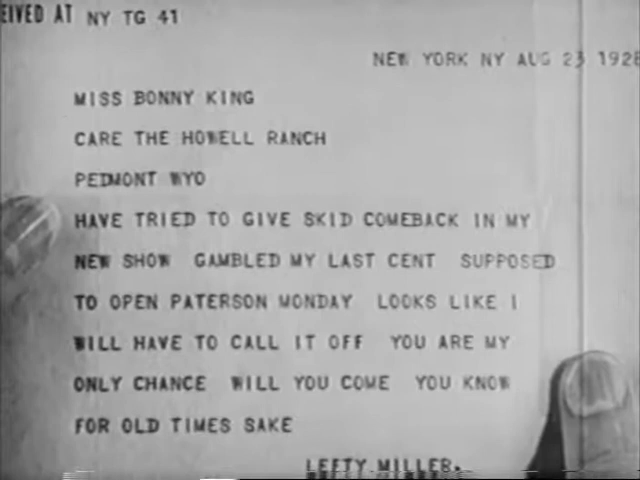 EIVED AT NY TG 41
NEW YORK NY AUG 23 1928
MISS BONNY KING
CARE THE HOWELL RANCH
PEDMONT WYO
HAVE TRIED TO GIVE SKID COMEBACK IN MY
NEW SHOW GAMBLED MY LAST CENT SUPPOSED
TO OPEN PATERSON MONDAY LOOKS LIKE I
WILL HAVE TO CALL IT OFF YOU ARE MY
ONLY CHANCE WILL YOU COME YOU KNOW
FOR OLD TIMES SAKE
LEFTY MILLER.